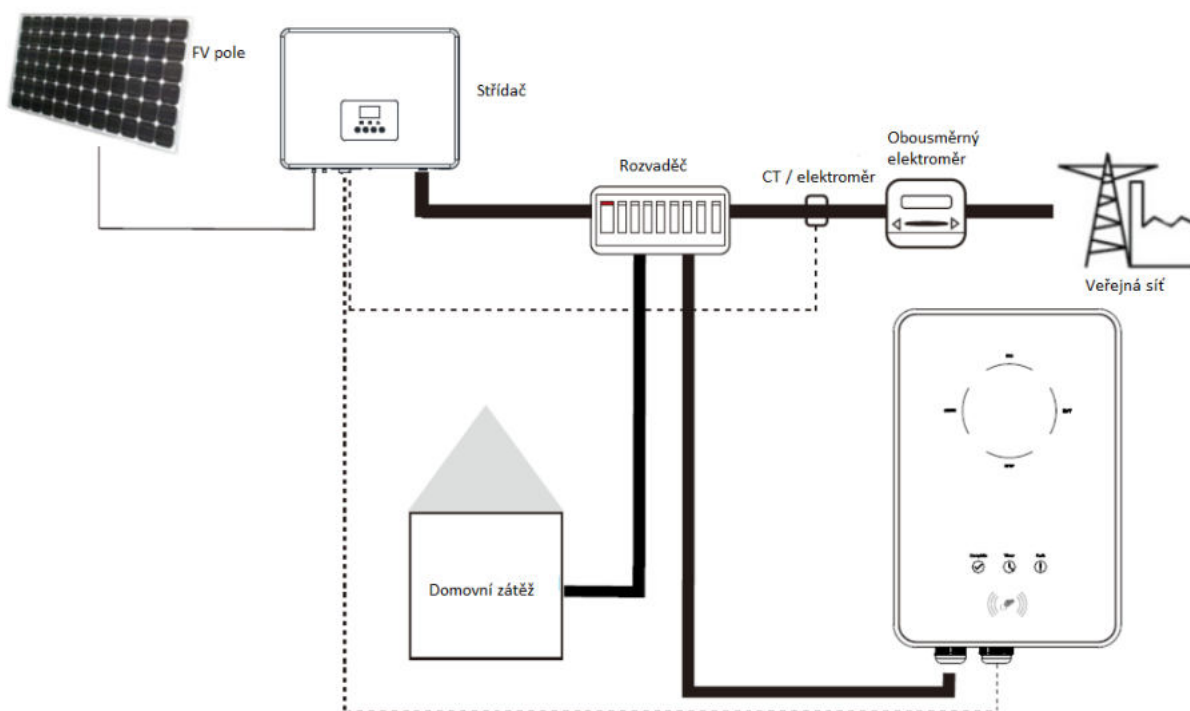 FV pole
Střídač
Rozvaděč
CT / elektroměr
Obousměrný
elektroměr
Veřejná síť
Domovní zátěž